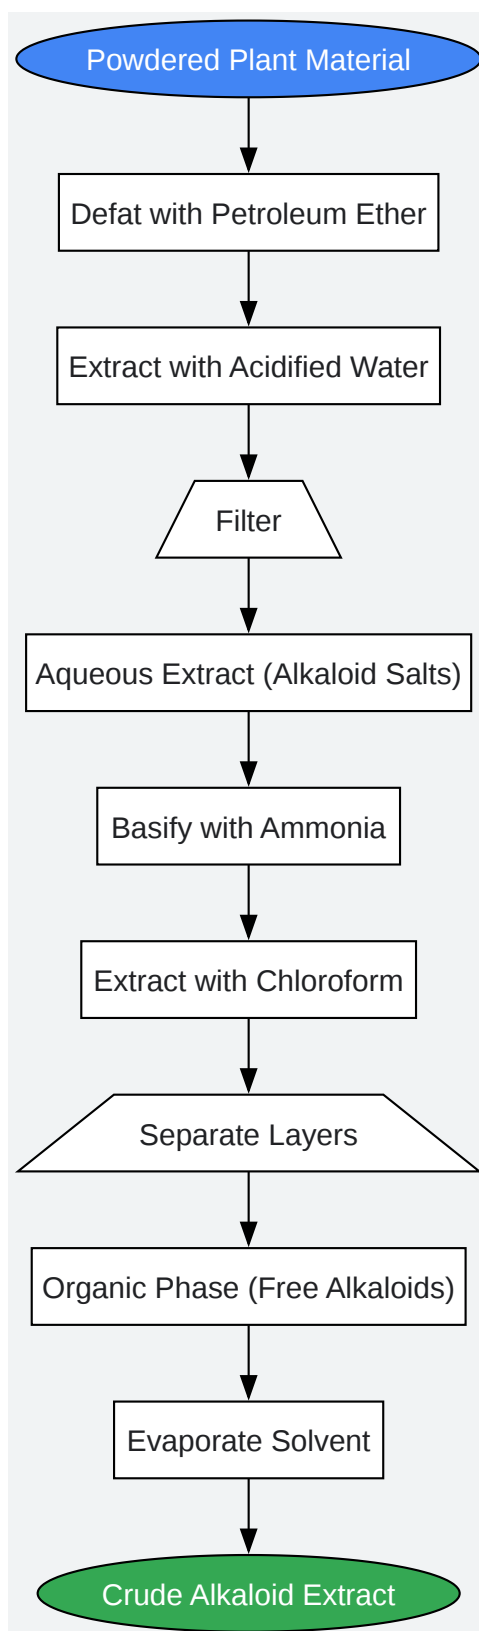 Powdered Plant Material
Defat with Petroleum Ether
Extract with Acidified Water
Filter
Aqueous Extract (Alkaloid Salts)
Basify with Ammonia
Extract with Chloroform
Separate Layers
Organic Phase (Free Alkaloids)
Evaporate Solvent
Crude Alkaloid Extract